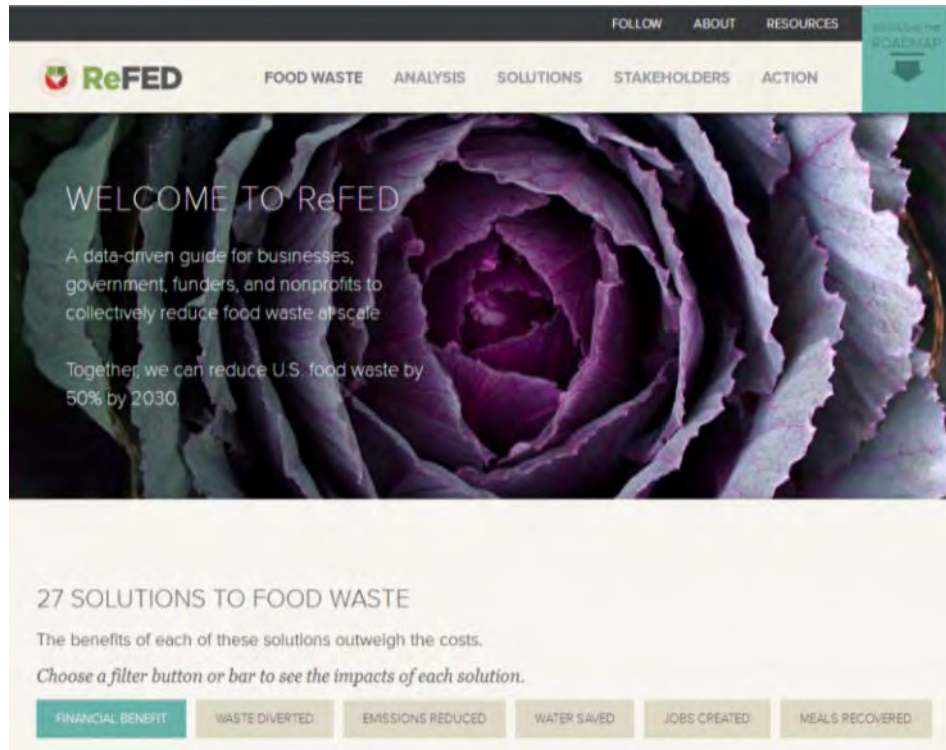 FOLLOW ABOUT RESOURCES
ROADMAP
ReFED FOOD WASTE ANALYSIS SOLUTIONS STAKEHOLDERS ACTION
WELCOME TO ReFED
A data-driven guide for businesses,
government, funders, and nonprofits to
collectively reduce food waste at scale
Together, we can reduce U.S. food waste by
50% by 2030
27 SOLUTIONS TO FOOD WASTE
The benefits of each of these solutions outweigh the costs.
Choose a filter button or bar to see the impacts of each solution.
FINANCIAL BENEFIT WASTE DIVERTED EMISSIONS REDUCED WATER SAVED JOBS CREATED MEALS RECOVERED